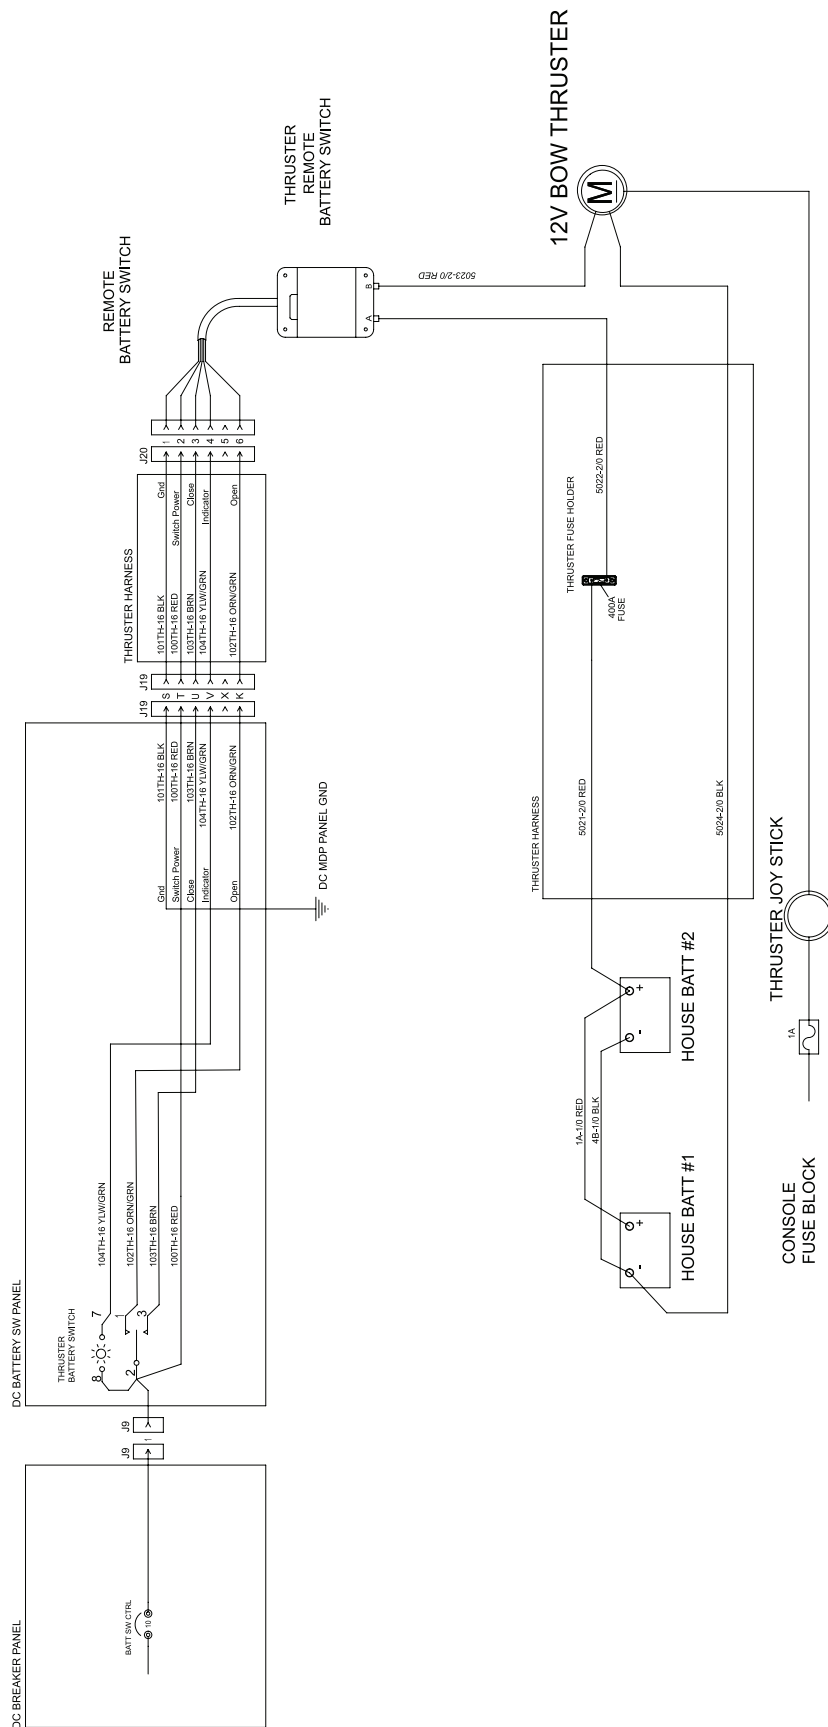 DC BREAKER PANEL
BATT SW CTRL
10
J9
1
J9
DC BATTERY SW PANEL
THRUSTER
BATTERY SWITCH
8
7
2
1
3
104TH-16 YLW/GRN
102TH-16 ORN/GRN
103TH-16 BRN
100TH-16 RED
Gnd
Switch Power
Close
Indicator
Open
101TH-16 BLK
100TH-16 RED
103TH-16 BRN
104TH-16 YLW/GRN
102TH-16 ORN/GRN
DC MDP PANEL GND
J19
S
T
U
V
X
K
J19
THRUSTER HARNESS
101TH-16 BLK
100TH-16 RED
103TH-16 BRN
104TH-16 YLW/GRN
102TH-16 ORN/GRN
Gnd
Switch Power
Close
Indicator
Open
J20
1
2
3
4
5
6
REMOTE
BATTERY SWITCH
THRUSTER
REMOTE
BATTERY SWITCH
A
B
5023-2/0 RED
12V BOW THRUSTER
M
HOUSE BATT #1
-
+
1A-1/0 RED
4B-1/0 BLK
HOUSE BATT #2
-
+
THRUSTER HARNESS
5021-2/0 RED
5024-2/0 BLK
THRUSTER FUSE HOLDER
400A
FUSE
5022-2/0 RED
CONSOLE
FUSE BLOCK
1A
THRUSTER JOY STICK